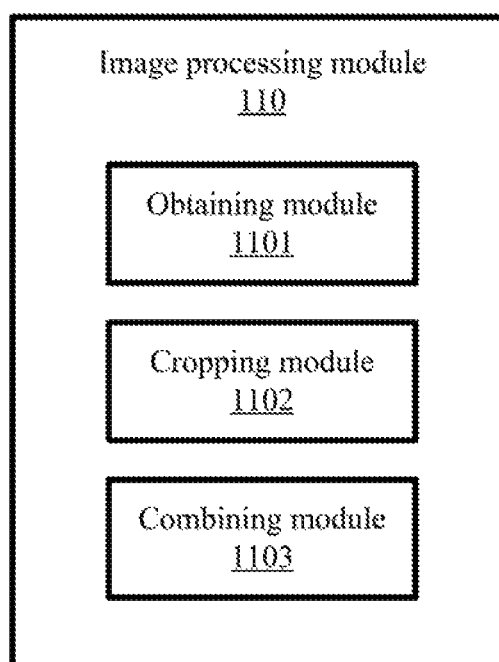 Image processing module
110
Obtaining module
1101
Cropping module
1102
Combining module
1103